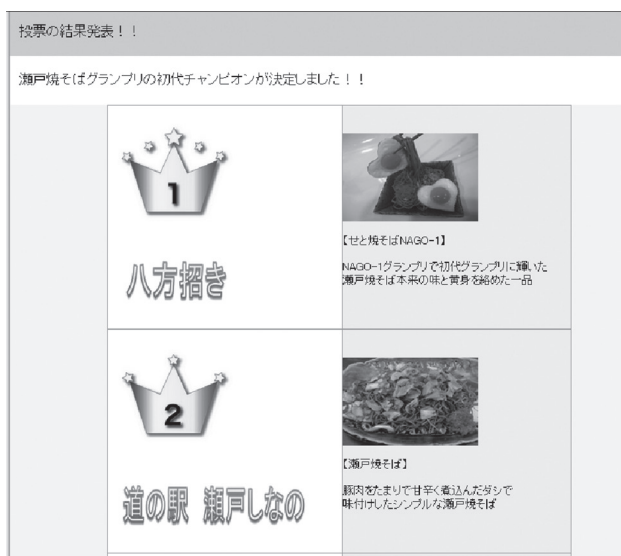 投票の結果発表！！
瀬戸焼そばグランプリの初代チャンピオンが決定しました！！
1
八方招き
【せと焼そばNAGO-1】
NAGO-1グランプリで初代グランプリに輝いた
瀬戸焼そば本来の味と黄身を絡めた一品
2
道の駅 瀬戸しなの
【瀬戸焼そば】
豚肉をたまりで甘辛く煮込んだダシで
味付けしたシンプルな瀬戸焼そば